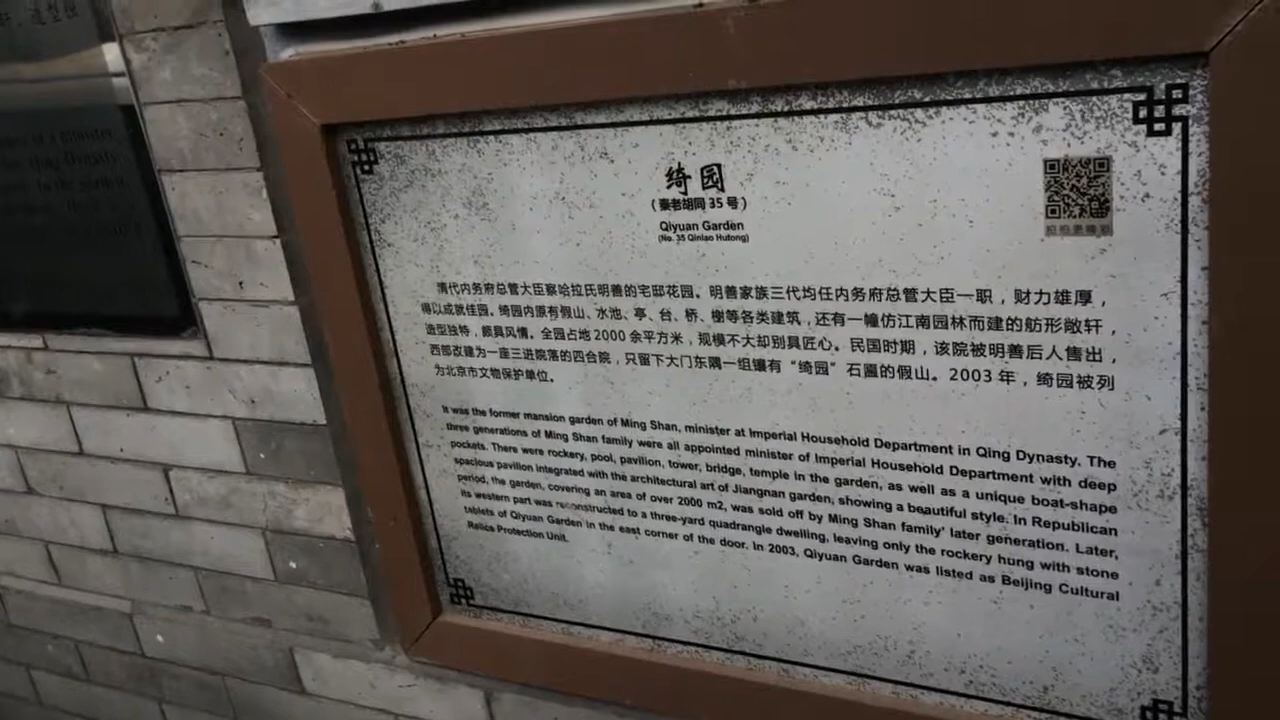 绮园
（秦老胡同 35 号）
Qiyuan Garden
(No. 35 Qinlao Hutong)
清代内务府总管大臣察哈拉氏明善的宅邸花园。明善家族三代均任内务府总管大臣一职，财力雄厚，
得以成就佳园。绮园内原有假山、水池、亭、台、桥、榭等各类建筑，还有一幢仿江南园林而建的舫形敞轩，
造型独特，颇具风情。全园占地 2000 余平方米，规模不大却别具匠心。民国时期，该院被明善后人售出，
西部改建为一座三进院落的四合院，只留下大门东隅一组镶有“绮园”石匾的假山。2003 年，绮园被列
为北京市文物保护单位。
It was the former mansion garden of Ming Shan, minister at Imperial Household Department in Qing Dynasty. The
three generations of Ming Shan family were all appointed minister of Imperial Household Department with deep
pockets. There were rockery, pool, pavilion, tower, bridge, temple in the garden, as well as a unique boat-shape
spacious pavilion integrated with the architectural art of Jiangnan garden, showing a beautiful style. In Republican
period, the garden, covering an area of over 2000 m2, was sold off by Ming Shan family' later generation. Later,
its western part was reconstructed to a three-yard quadrangle dwelling, leaving only the rockery hung with stone
tablets of Qiyuan Garden in the east corner of the door. In 2003, Qiyuan Garden was listed as Beijing Cultural
Relics Protection Unit.